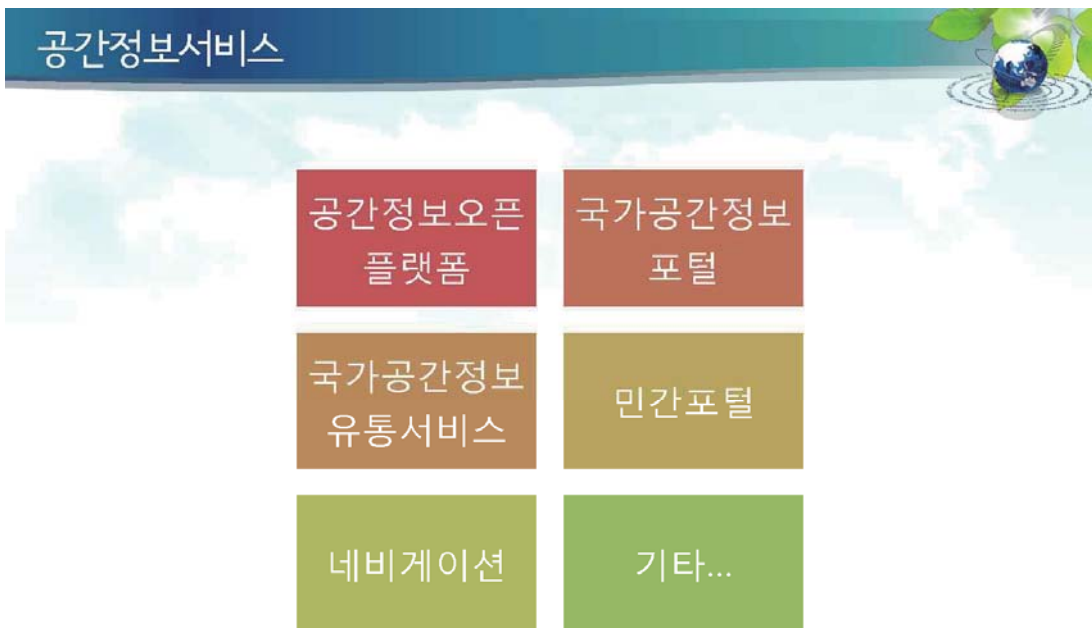 공간정보서비스
공간정보오픈
플랫폼
국가공간정보
포털
국가공간정보
유통서비스
민간포털
네비게이션
기타...